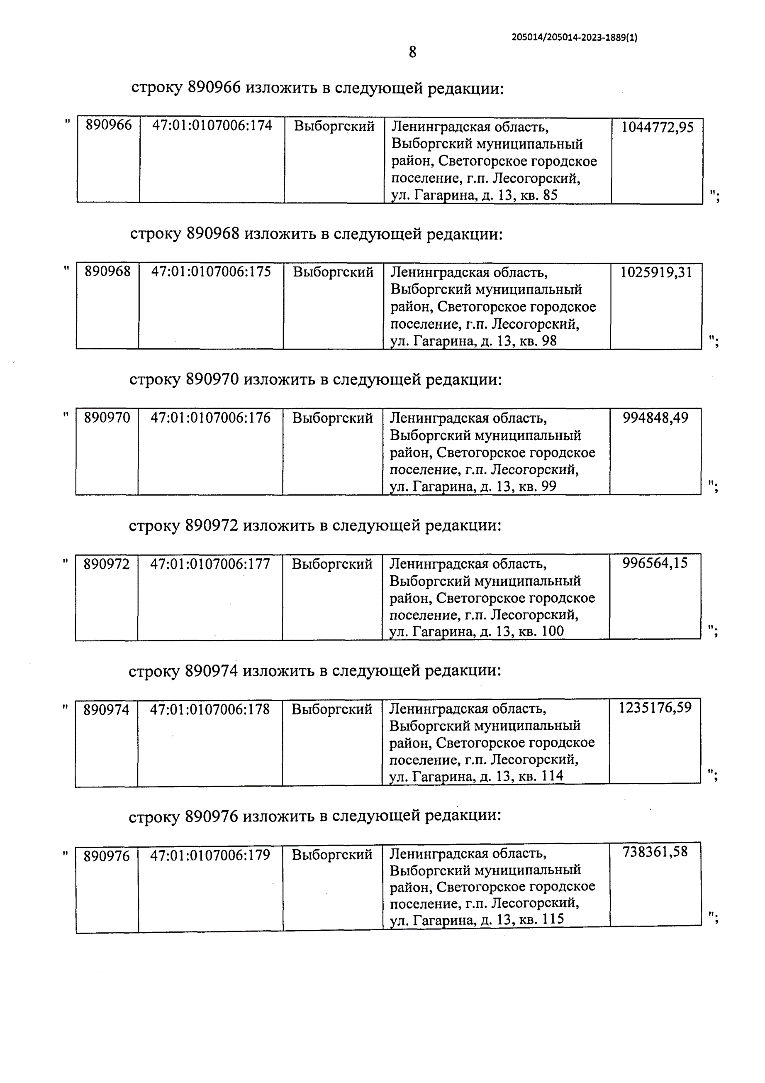 205014/205014-2023-1889(1)
8
строку 890966 изложить в следующей редакции:
" 890966 47:01:0107006:174 Выборгский Ленинградская область, 1044772,95
Выборгский муниципальный
район, Светогорское городское
поселение, г.п. Лесогорский,
ул. Гагарина, д. 13, кв. 85 ";
строку 890968 изложить в следующей редакции:
" 890968 47:01:0107006:175 Выборгский Ленинградская область, 1025919,31
Выборгский муниципальный
район, Светогорское городское
поселение, г.п. Лесогорский,
ул. Гагарина, д. 13, кв. 98 ";
строку 890970 изложить в следующей редакции:
" 890970 47:01:0107006:176 Выборгский Ленинградская область, 994848,49
Выборгский муниципальный
район, Светогорское городское
поселение, г.п. Лесогорский,
ул. Гагарина, д. 13, кв. 99 ";
строку 890972 изложить в следующей редакции:
" 890972 47:01:0107006:177 Выборгский Ленинградская область, 996564,15
Выборгский муниципальный
район, Светогорское городское
поселение, г.п. Лесогорский,
ул. Гагарина, д. 13, кв. 100 ";
строку 890974 изложить в следующей редакции:
" 890974 47:01:0107006:178 Выборгский Ленинградская область, 1235176,59
Выборгский муниципальный
район, Светогорское городское
поселение, г.п. Лесогорский,
ул. Гагарина, д. 13, кв. 114 ";
строку 890976 изложить в следующей редакции:
" 890976 47:01:0107006:179 Выборгский Ленинградская область, 738361,58
Выборгский муниципальный
район, Светогорское городское
поселение, г.п. Лесогорский,
ул. Гагарина, д. 13, кв. 115 ";